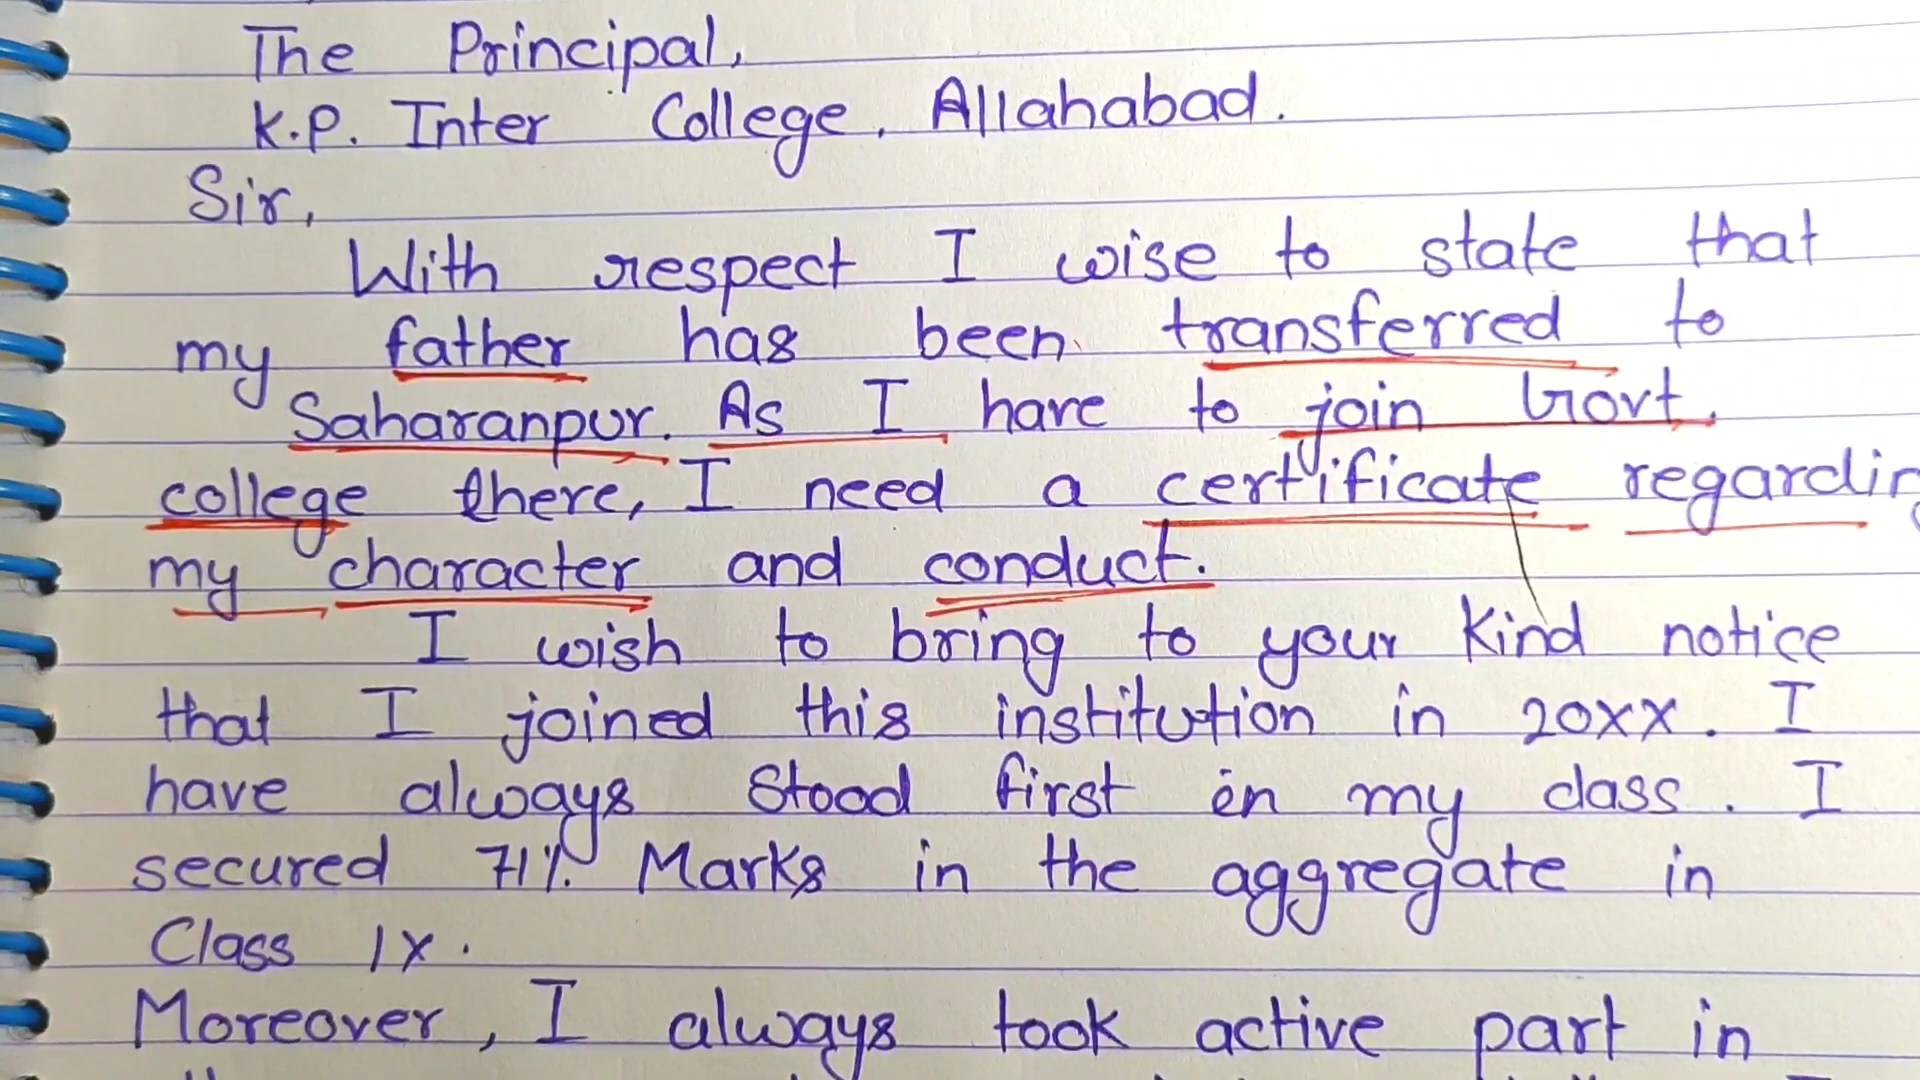 The Principal,
K.P. Inter College, Allahabad.
Sir,
With respect I wise to state that
my father has been transferred to
Saharanpur. As I have to join Govt.
college there, I need a certificate regardin
my character and conduct.
I wish to bring to your kind notice
that I joined this institution in 20xx. I
have always stood first in my class. I
secured 71% Marks in the aggregate in
Class IX.
Moreover, I always took active part in